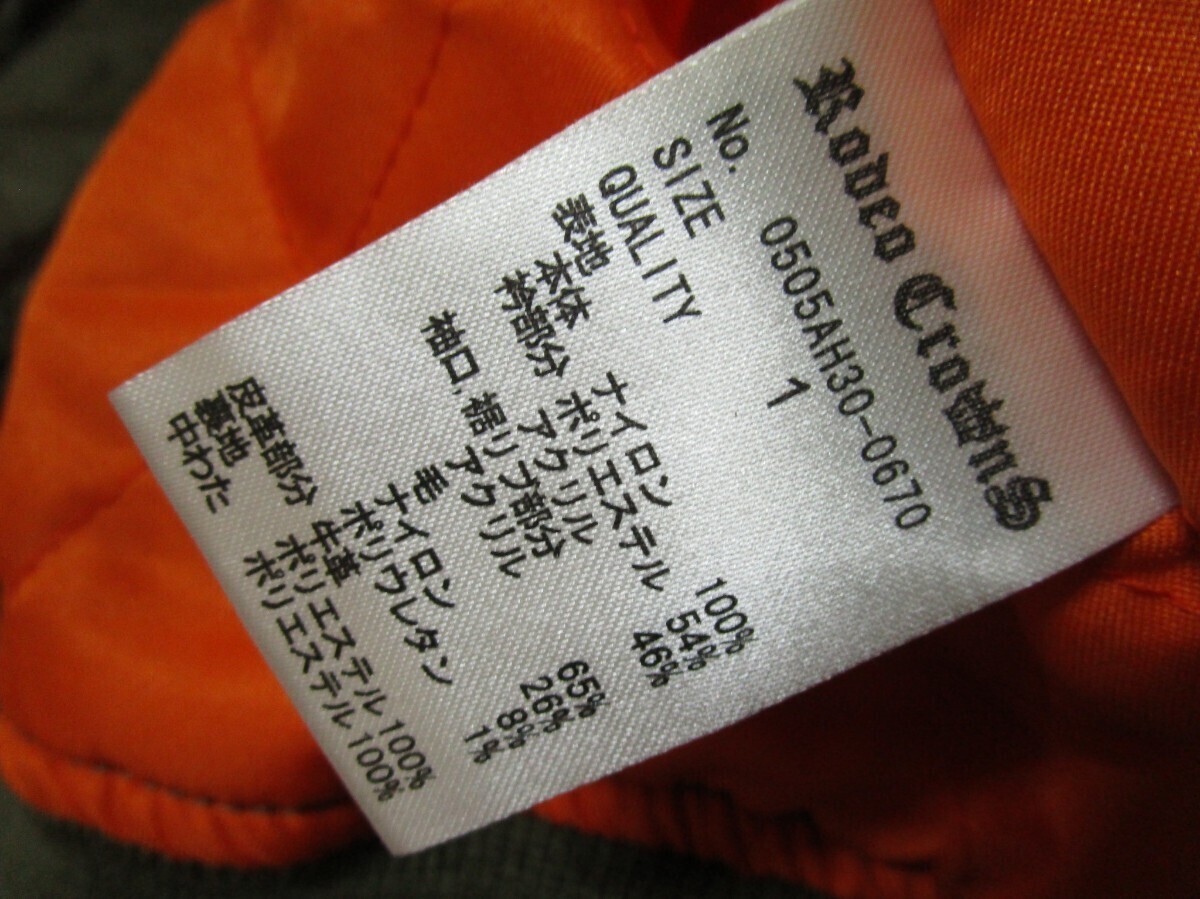 Rodeo Crowns
No. 0505AH30-0670
SIZE 1
QUALITY
表地 本体 ナイロン 100%
衿部分 ポリエステル 54%
アクリル 46%
袖口.裾リブ部分
アクリル 65%
毛 26%
ナイロン 8%
ポリウレタン 1%
皮革部分 牛革
裏地 ポリエステル 100%
中わた ポリエステル 100%